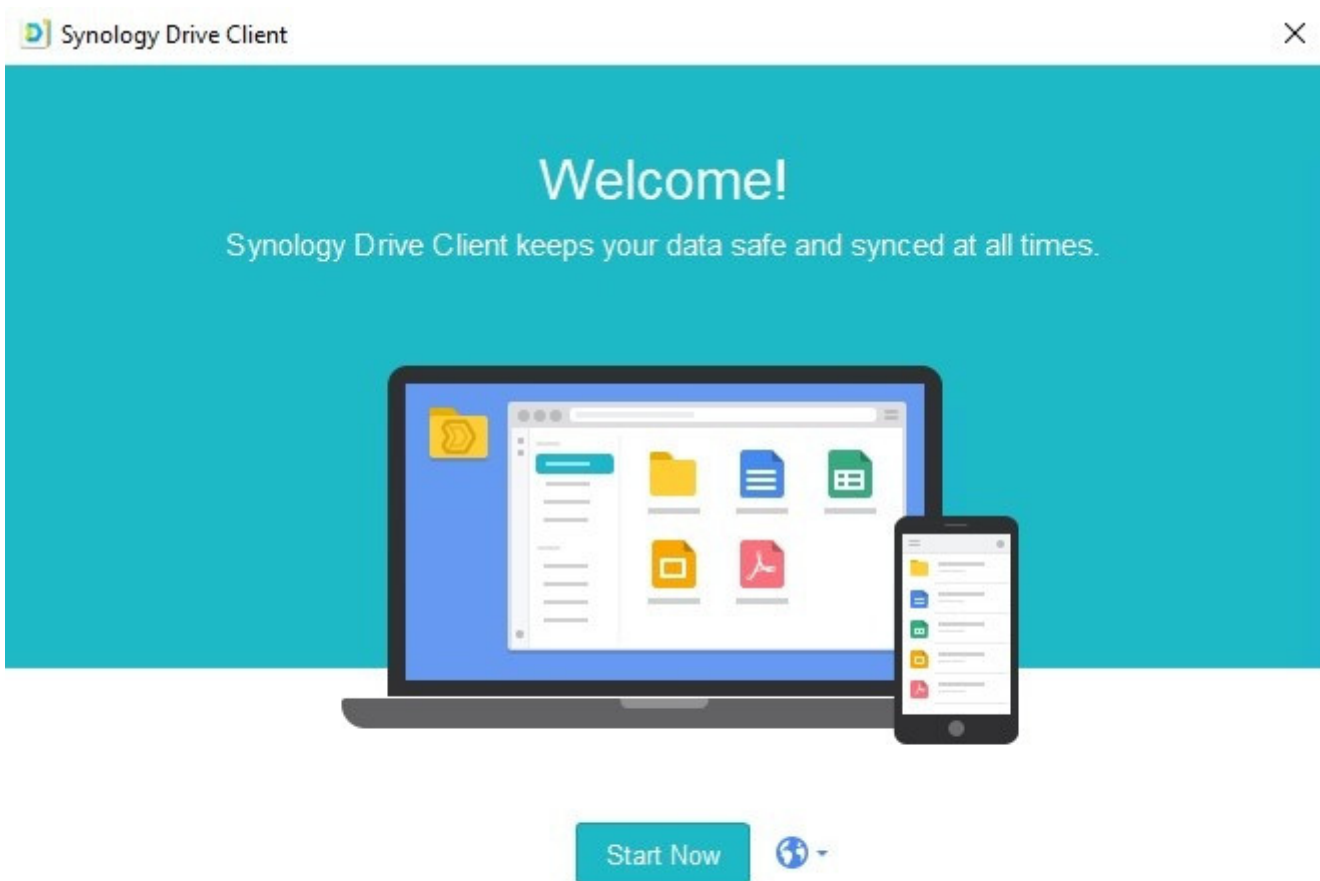 Synology Drive Client
Welcome!
Synology Drive Client keeps your data safe and synced at all times.
Start Now